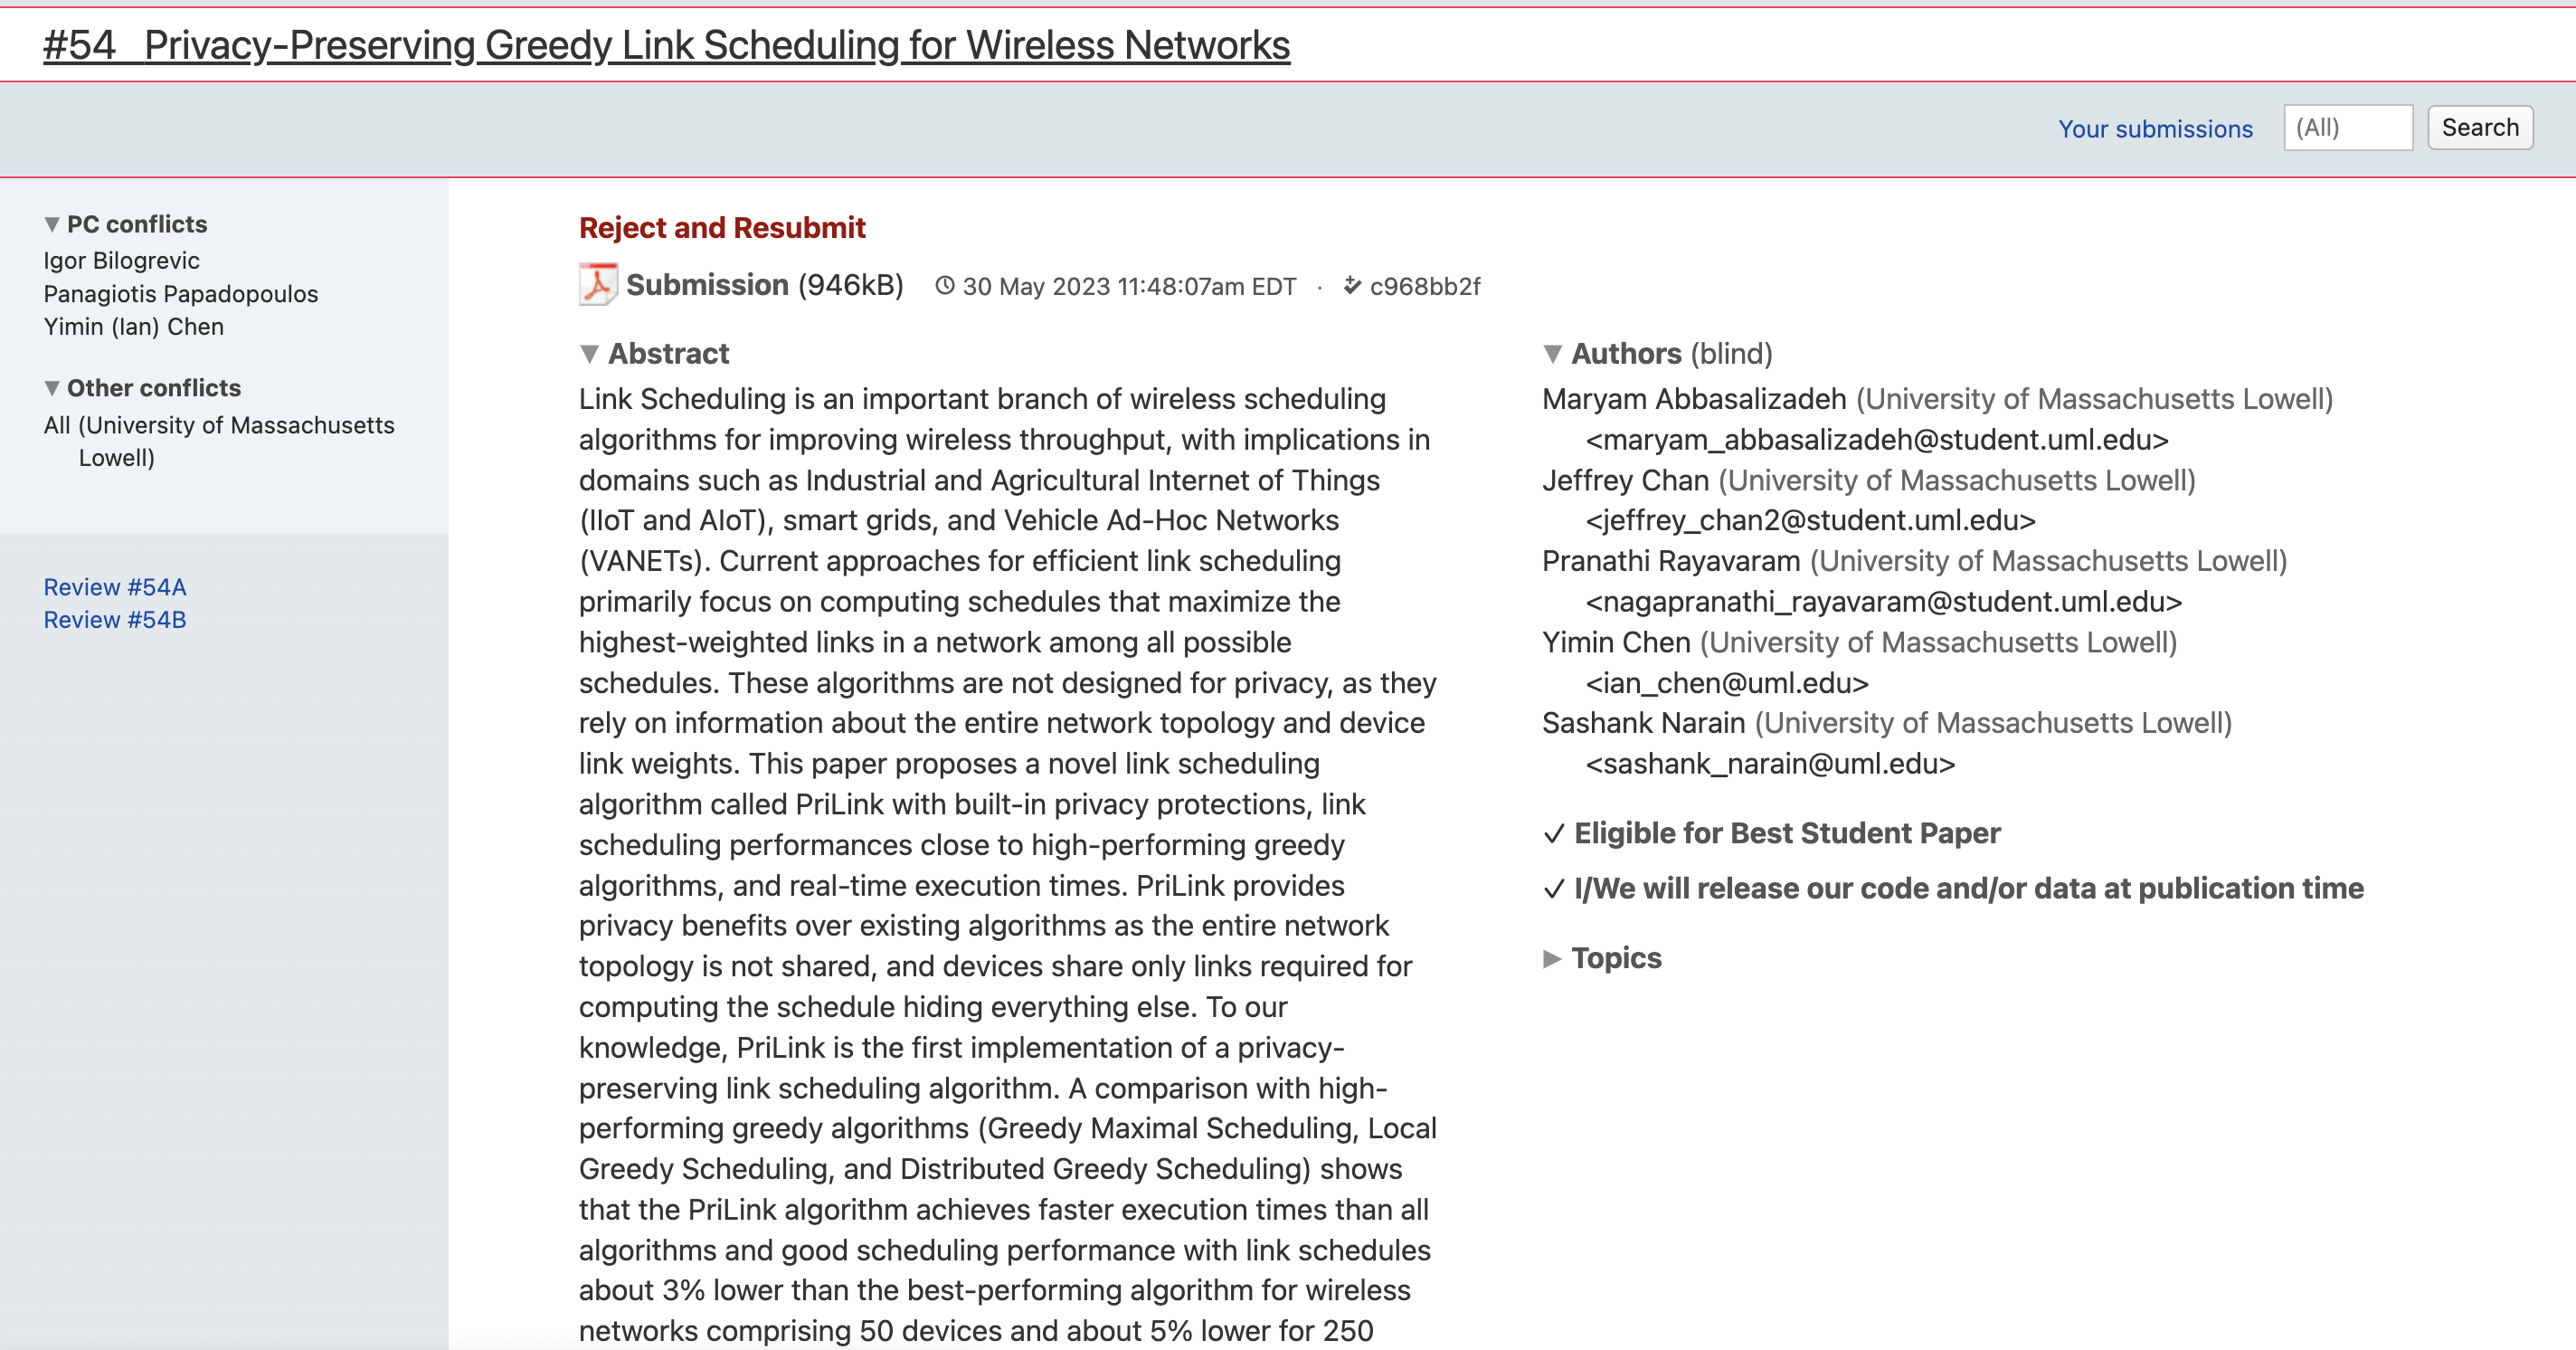 #54 Privacy-Preserving Greedy Link Scheduling for Wireless Networks
Your submissions (All) Search
▼ PC conflicts
Igor Bilogrevic
Panagiotis Papadopoulos
Yimin (Ian) Chen
▼ Other conflicts
All (University of Massachusetts
Lowell)
Review #54A
Review #54B
Reject and Resubmit
Submission (946kB) 30 May 2023 11:48:07am EDT · c968bb2f
▼ Abstract
Link Scheduling is an important branch of wireless scheduling
algorithms for improving wireless throughput, with implications in
domains such as Industrial and Agricultural Internet of Things
(IIoT and AIoT), smart grids, and Vehicle Ad-Hoc Networks
(VANETs). Current approaches for efficient link scheduling
primarily focus on computing schedules that maximize the
highest-weighted links in a network among all possible
schedules. These algorithms are not designed for privacy, as they
rely on information about the entire network topology and device
link weights. This paper proposes a novel link scheduling
algorithm called PriLink with built-in privacy protections, link
scheduling performances close to high-performing greedy
algorithms, and real-time execution times. PriLink provides
privacy benefits over existing algorithms as the entire network
topology is not shared, and devices share only links required for
computing the schedule hiding everything else. To our
knowledge, PriLink is the first implementation of a privacy-
preserving link scheduling algorithm. A comparison with high-
performing greedy algorithms (Greedy Maximal Scheduling, Local
Greedy Scheduling, and Distributed Greedy Scheduling) shows
that the PriLink algorithm achieves faster execution times than all
algorithms and good scheduling performance with link schedules
about 3% lower than the best-performing algorithm for wireless
networks comprising 50 devices and about 5% lower for 250
▼ Authors (blind)
Maryam Abbasalizadeh (University of Massachusetts Lowell)
<maryam_abbasalizadeh@student.uml.edu>
Jeffrey Chan (University of Massachusetts Lowell)
<jeffrey_chan2@student.uml.edu>
Pranathi Rayavaram (University of Massachusetts Lowell)
<nagapranathi_rayavaram@student.uml.edu>
Yimin Chen (University of Massachusetts Lowell)
<ian_chen@uml.edu>
Sashank Narain (University of Massachusetts Lowell)
<sashank_narain@uml.edu>
✓ Eligible for Best Student Paper
✓ I/We will release our code and/or data at publication time
▶ Topics